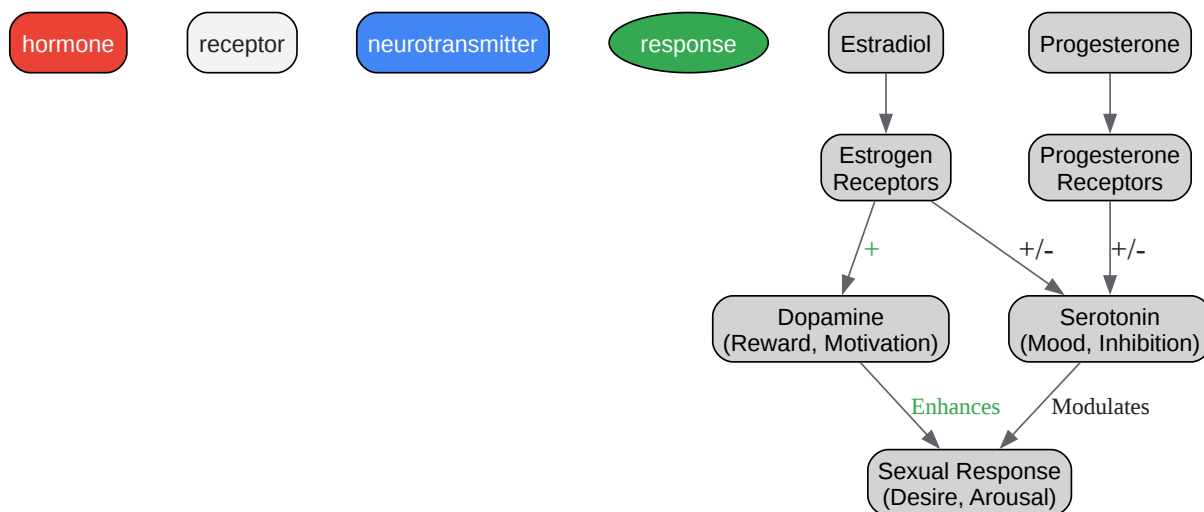 hormone
receptor
neurotransmitter
response
Estradiol
Progesterone
Estrogen
Receptors
Progesterone
Receptors
+
+/-
+/-
Dopamine
(Reward, Motivation)
Serotonin
(Mood, Inhibition)
Enhances
Modulates
Sexual Response
(Desire, Arousal)